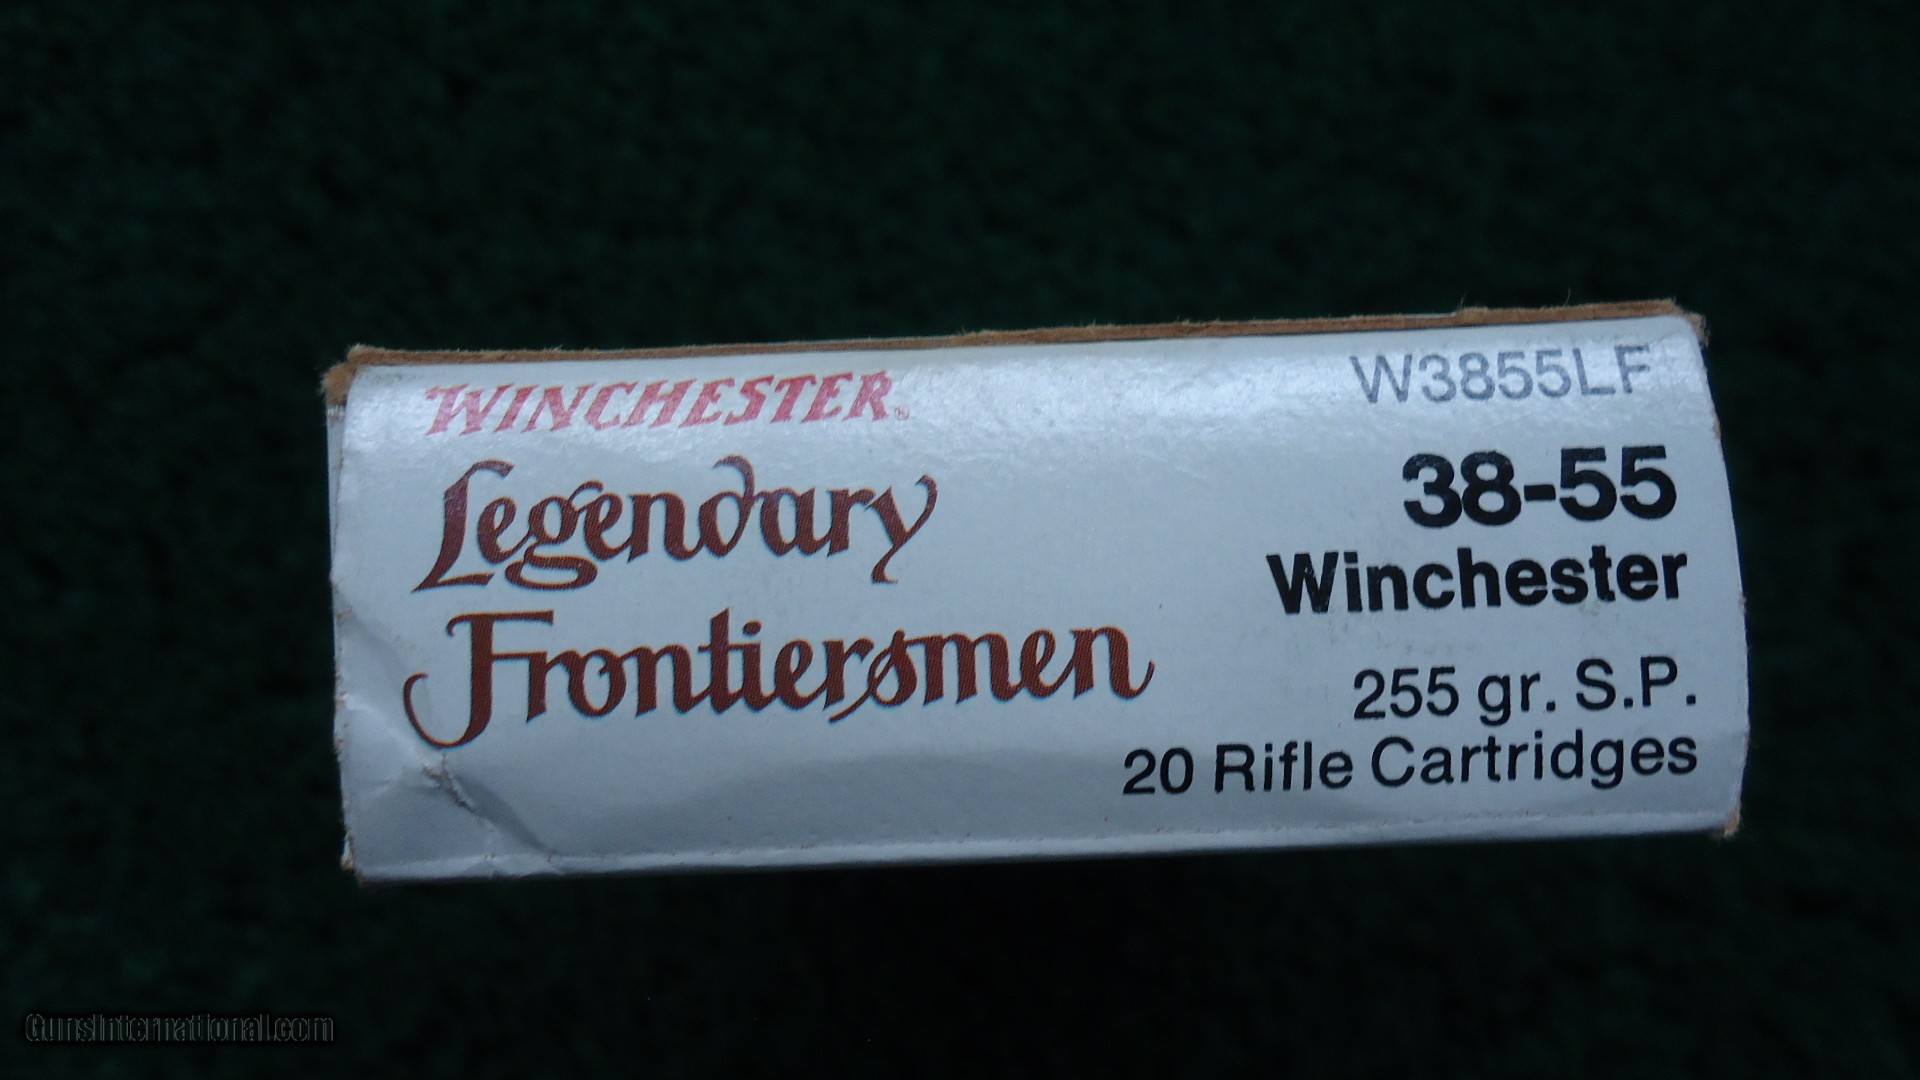 WINCHESTER®
Legendary
Frontiersmen
W3855LF
38-55
Winchester
255 gr. S.P.
20 Rifle Cartridges
GunsInternational.com